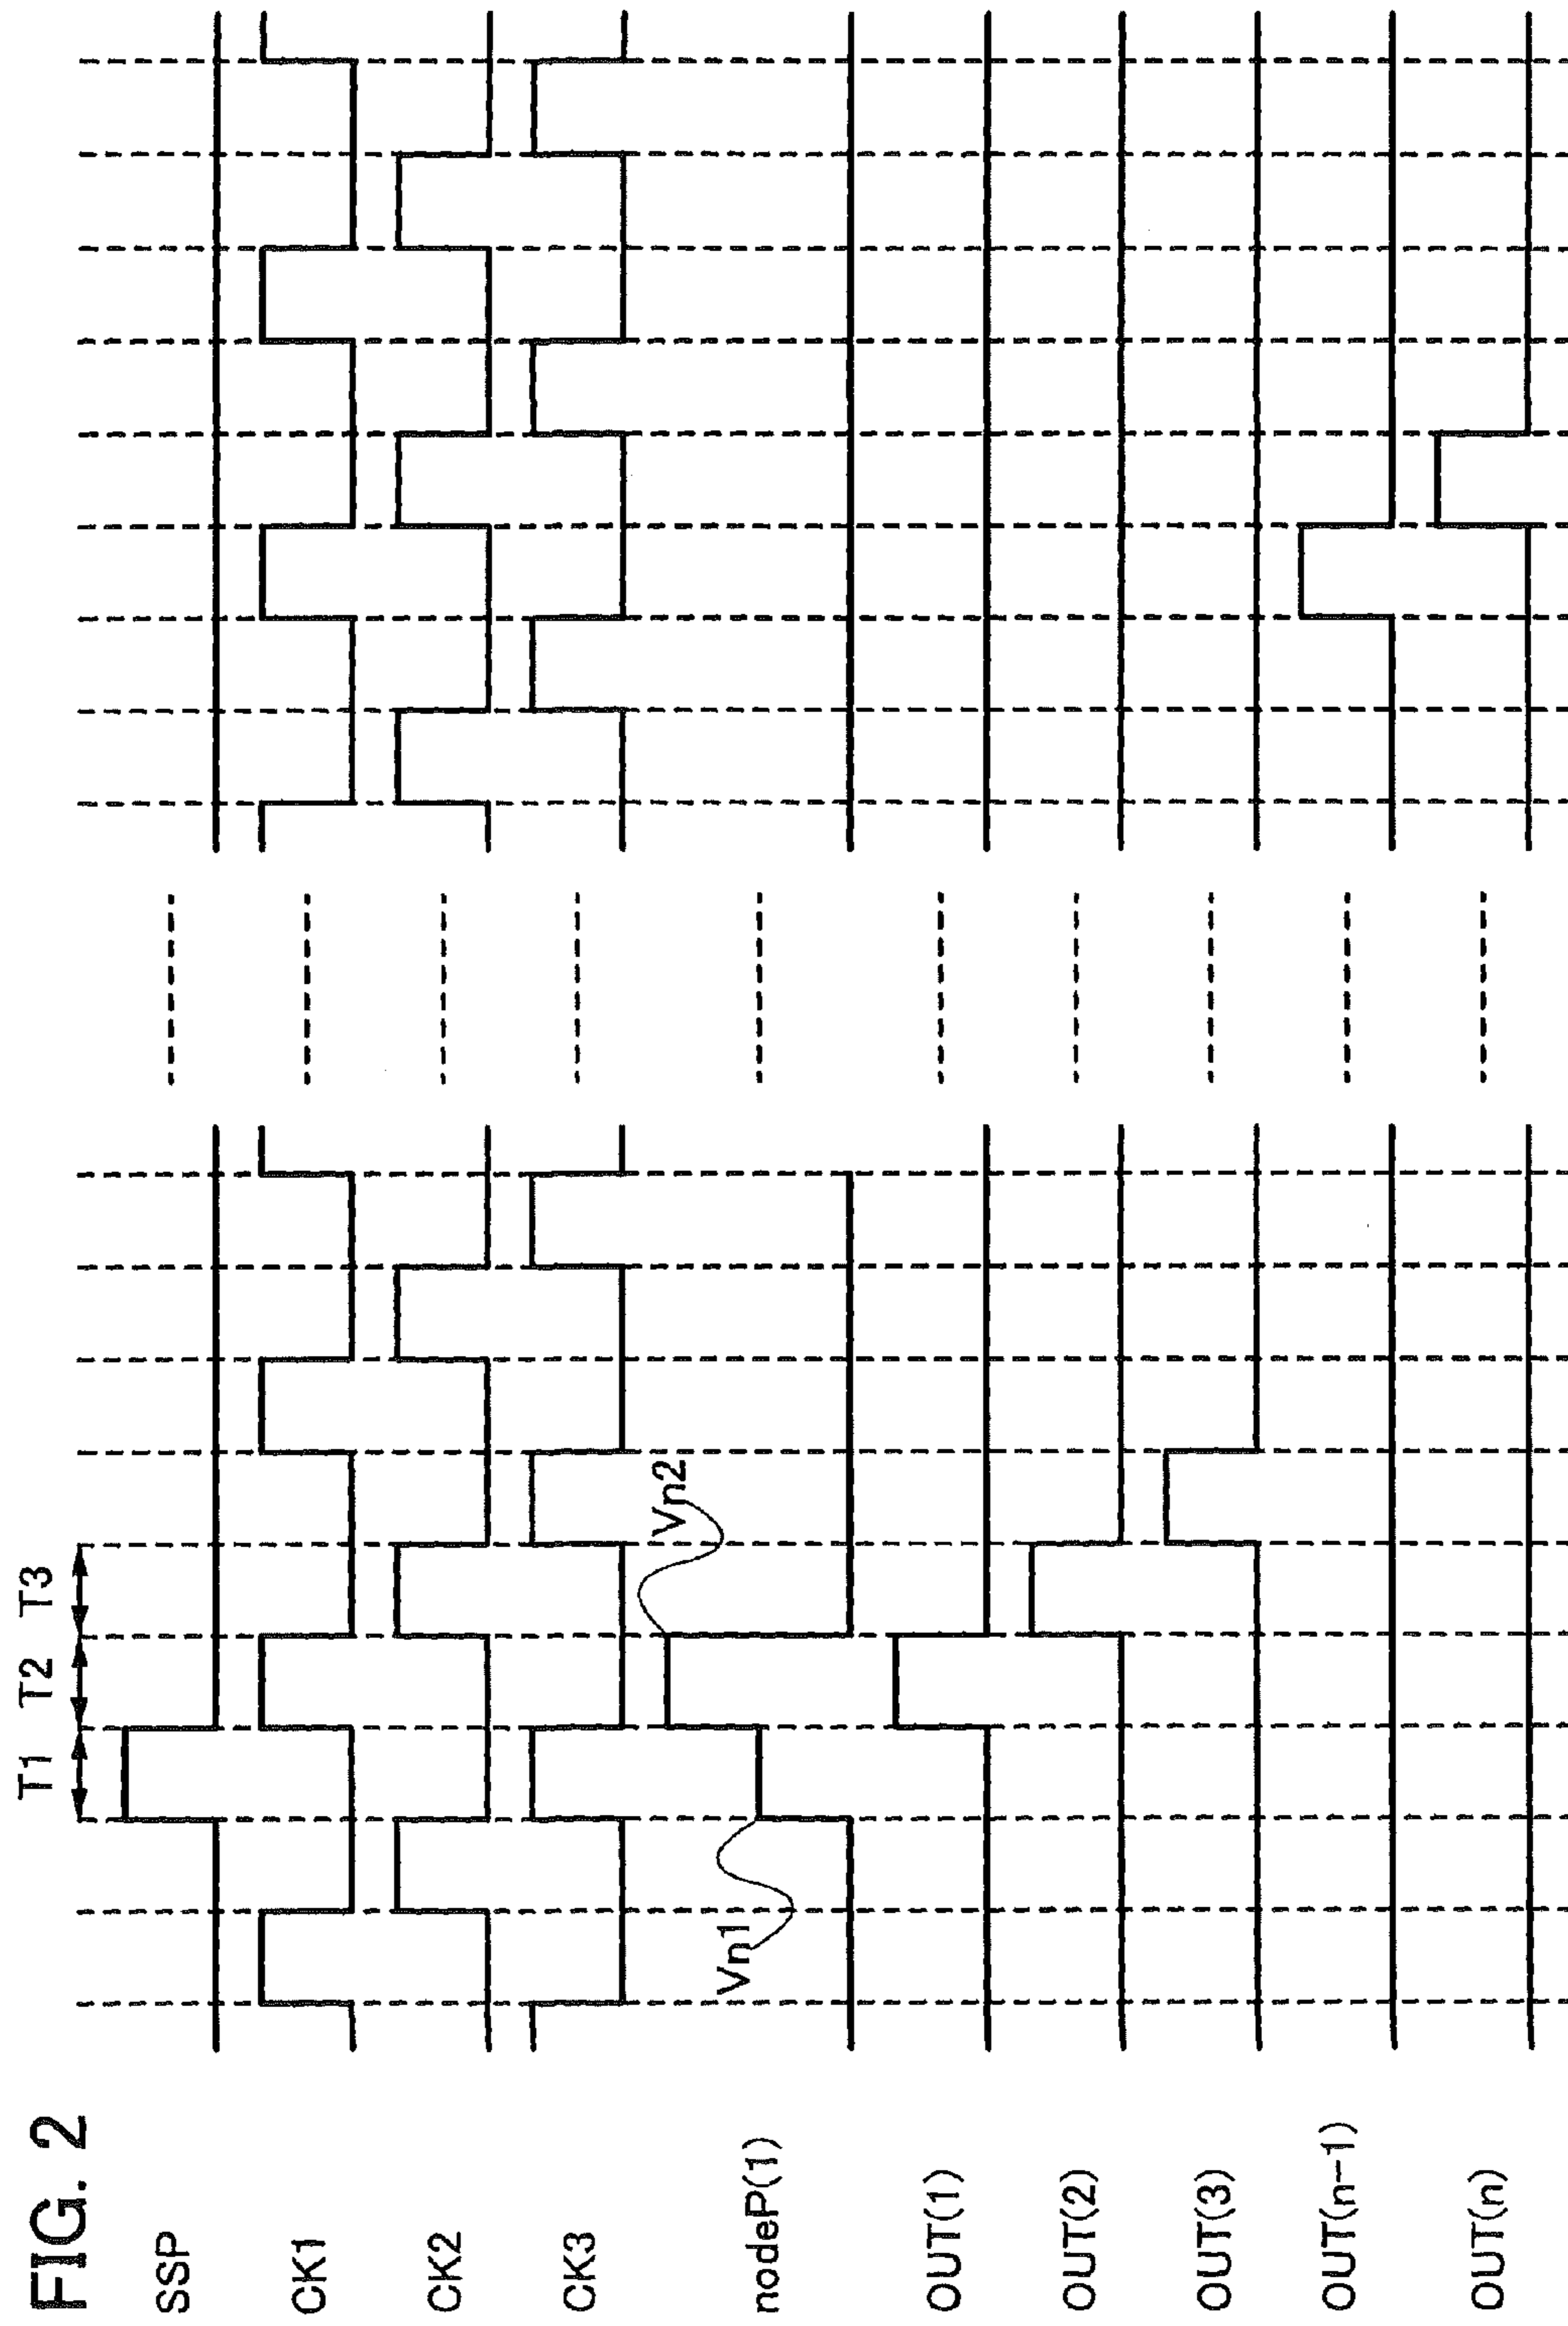 FIG. 2
T1 T2 T3
SSP
CK1
CK2
CK3
Vn1
Vn2
nodeP(1)
OUT(1)
OUT(2)
OUT(3)
OUT(n-1)
OUT(n)